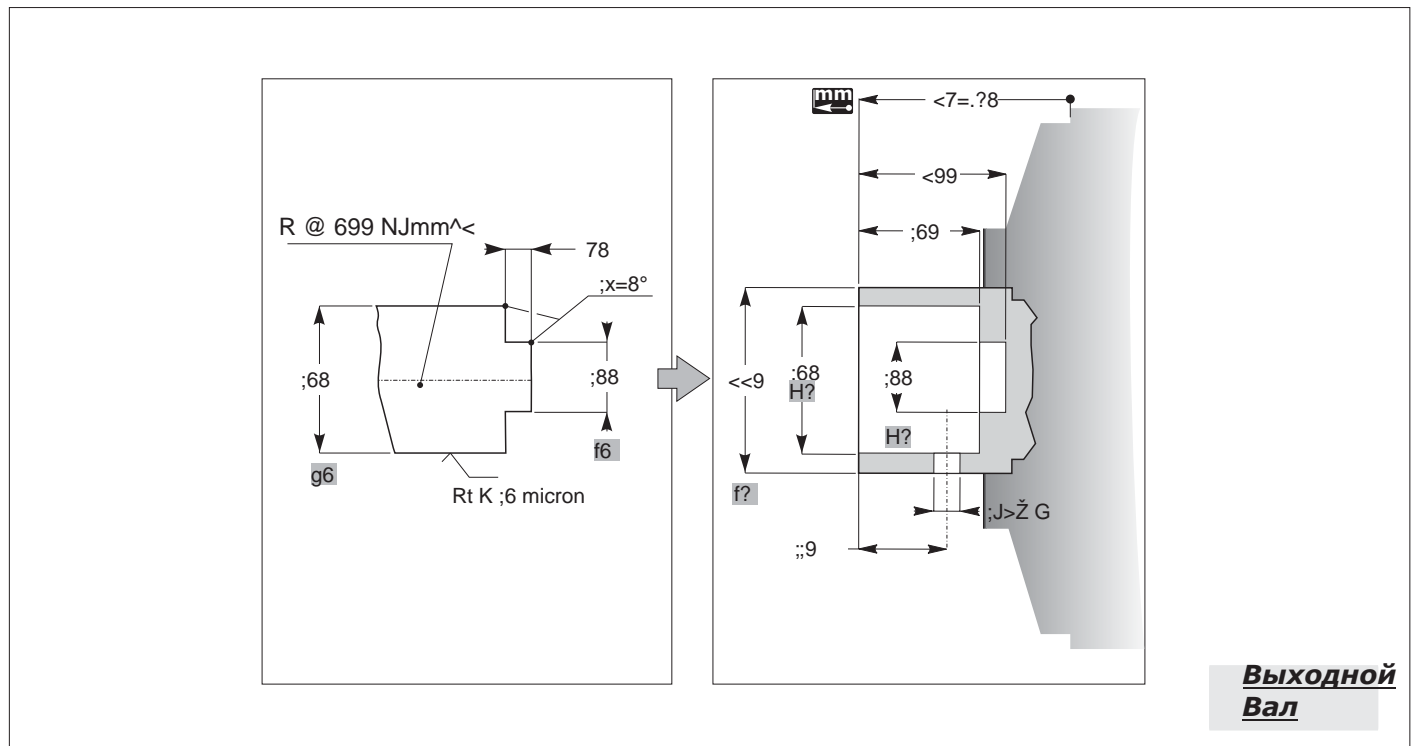 R @ 699 NJmm^<
78
;x=8°
;68
;88
g6
f6
Rt K ;6 micron
mm
<7=.?8
<99
;69
<<9
;68
H?
;88
H?
f?
;J>Ž G
;;9
Выходной
Вал